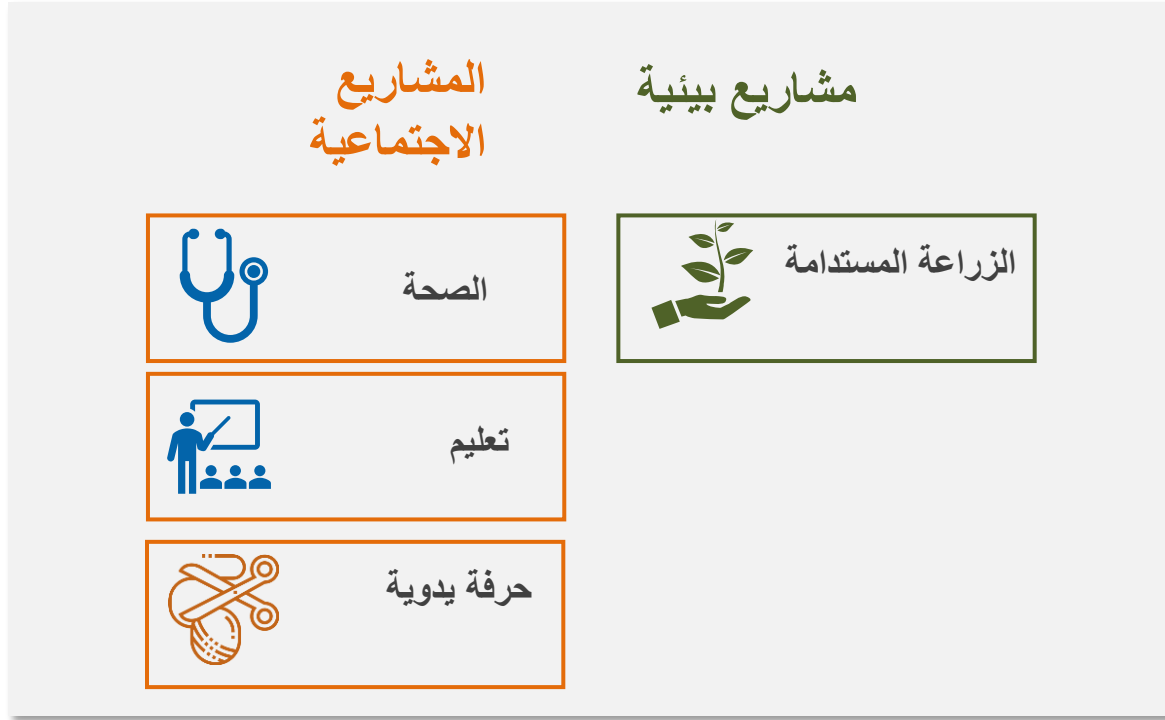 مشاريع بيئية
الزراعة المستدامة
المشاريع
الاجتماعية
الصحة
تعليم
حرفة يدوية